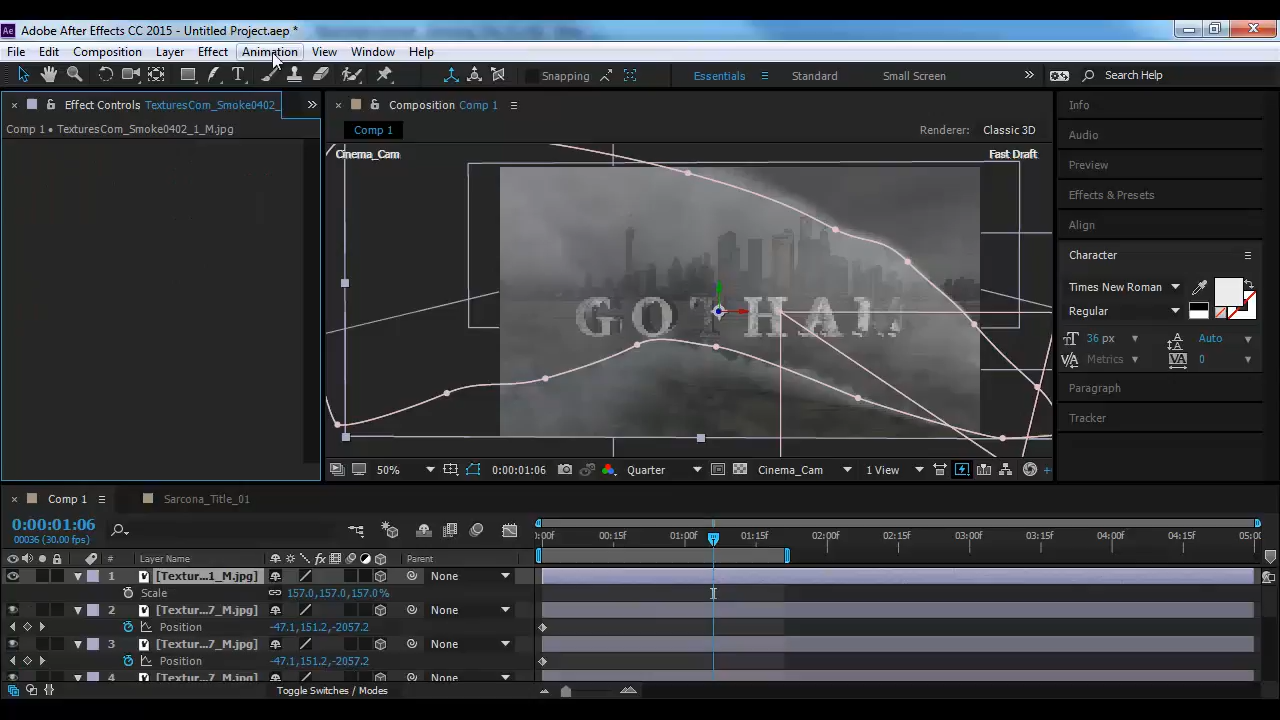 Adobe After Effects CC 2015 - Untitled Project.aep *
File Edit Composition Layer Effect Animation View Window Help
Snapping Essentials Standard Small Screen Search Help
Effect Controls TexturesCom_Smoke0402_
Composition Comp 1
Info
Comp 1 • TexturesCom_Smoke0402_1_M.jpg
Comp 1
Renderer: Classic 3D
Audio
Cinema_Cam
Fast Draft
Preview
Effects & Presets
Align
Character
Times New Roman
Regular
GOTHAM
36 px
Auto
Metrics
0
Paragraph
Tracker
50% 0:00:01:06 Quarter Cinema_Cam 1 View
Comp 1 Sarcona_Title_01
0:00:01:06
00036 (30.00 fps)
:00f 00:15f 01:00f 01:15f 02:00f 02:15f 03:00f 03:15f 04:00f 04:15f 05:00
# Layer Name Parent
1 [Textur...1_M.jpg] None
Scale 157.0,157.0,157.0%
2 [Textur...7_M.jpg] None
Position -47.1,151.2,-2057.2
3 [Textur...7_M.jpg] None
Position -47.1,151.2,-2057.2
4 [Textur...7_M.jpg] None
Toggle Switches / Modes